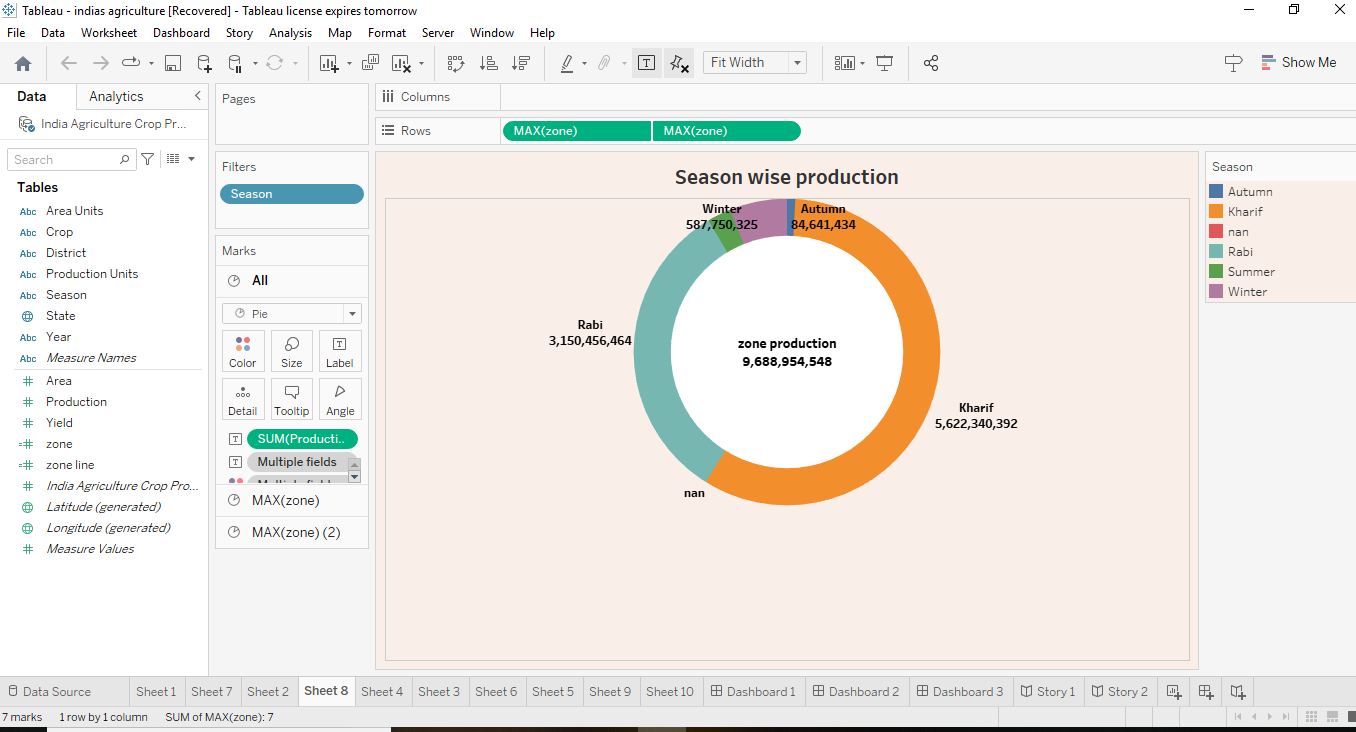 Tableau - indias agriculture [Recovered] - Tableau license expires tomorrow
File Data Worksheet Dashboard Story Analysis Map Format Server Window Help
Fit Width
Show Me
Data Analytics
India Agriculture Crop Pr...
Search
Tables
Abc Area Units
Abc Crop
Abc District
Abc Production Units
Abc Season
State
Abc Year
Abc Measure Names
Area
Production
Yield
zone
zone line
India Agriculture Crop Pro...
Latitude (generated)
Longitude (generated)
Measure Values
Pages
Filters
Season
Marks
All
Pie
Color Size Label
Detail Tooltip Angle
SUM(Producti..
Multiple fields
MAX(zone)
MAX(zone) (2)
Columns
Rows MAX(zone) MAX(zone)
Season wise production
Winter
587,750,325
Autumn
84,641,434
Rabi
3,150,456,464
zone production
9,688,954,548
Kharif
5,622,340,392
nan
Season
Autumn
Kharif
nan
Rabi
Summer
Winter
Data Source Sheet 1 Sheet 7 Sheet 2 Sheet 8 Sheet 4 Sheet 3 Sheet 6 Sheet 5 Sheet 9 Sheet 10 Dashboard 1 Dashboard 2 Dashboard 3 Story 1 Story 2
7 marks 1 row by 1 column SUM of MAX(zone): 7